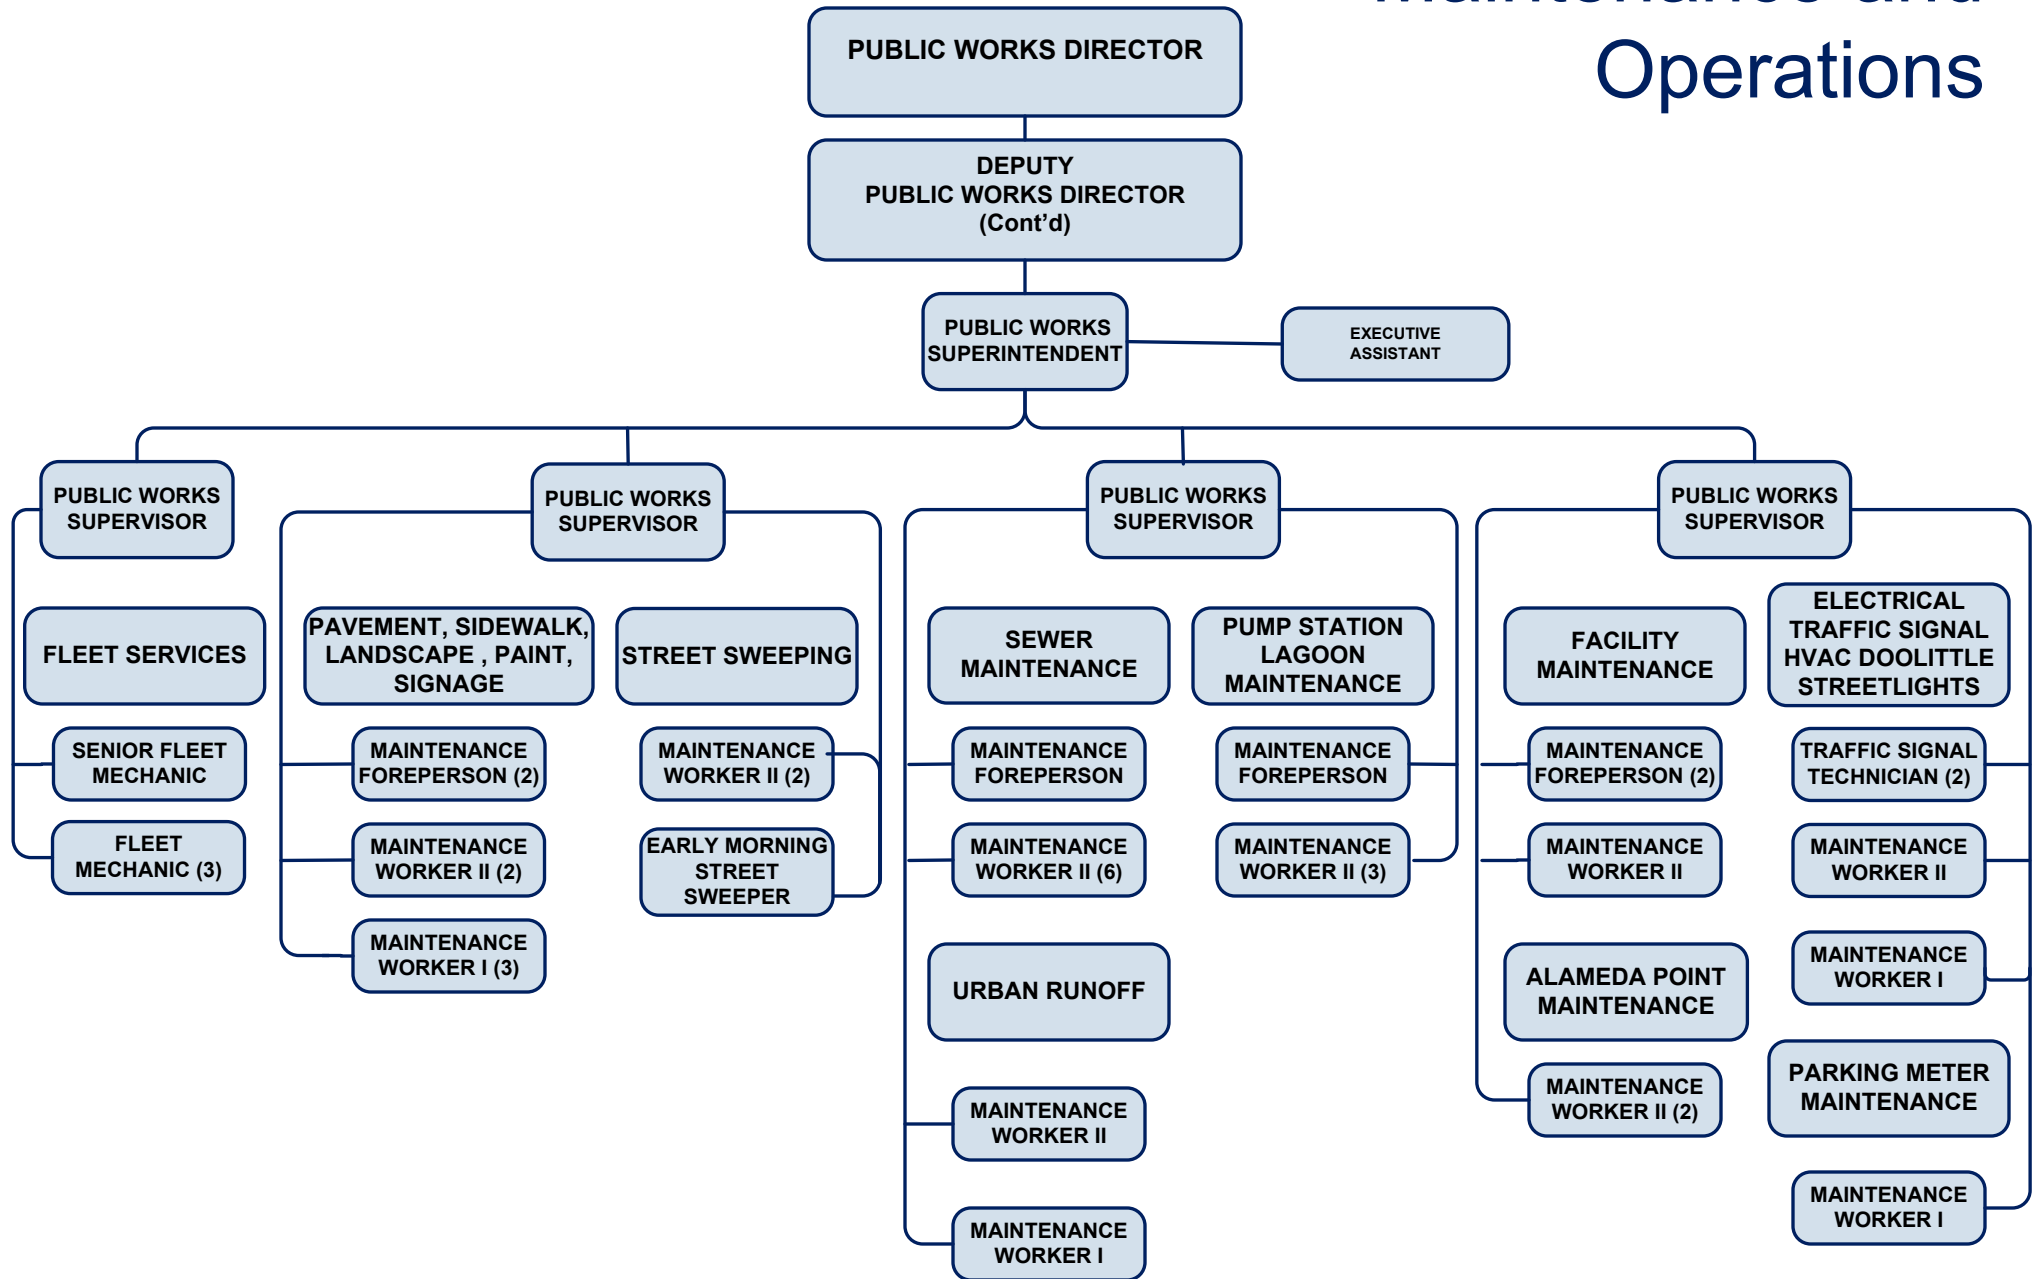 Maintenance and
Operations
PUBLIC WORKS DIRECTOR
DEPUTY
PUBLIC WORKS DIRECTOR
(Cont’d)
PUBLIC WORKS
SUPERINTENDENT
EXECUTIVE
ASSISTANT
PUBLIC WORKS
SUPERVISOR
FLEET SERVICES
SENIOR FLEET
MECHANIC
FLEET
MECHANIC (3)
PUBLIC WORKS
SUPERVISOR
PAVEMENT, SIDEWALK,
LANDSCAPE , PAINT,
SIGNAGE
MAINTENANCE
FOREPERSON (2)
MAINTENANCE
WORKER II (2)
MAINTENANCE
WORKER I (3)
STREET SWEEPING
MAINTENANCE
WORKER II (2)
EARLY MORNING
STREET
SWEEPER
PUBLIC WORKS
SUPERVISOR
SEWER
MAINTENANCE
MAINTENANCE
FOREPERSON
MAINTENANCE
WORKER II (6)
URBAN RUNOFF
MAINTENANCE
WORKER II
MAINTENANCE
WORKER I
PUMP STATION
LAGOON
MAINTENANCE
MAINTENANCE
FOREPERSON
MAINTENANCE
WORKER II (3)
PUBLIC WORKS
SUPERVISOR
FACILITY
MAINTENANCE
MAINTENANCE
FOREPERSON (2)
MAINTENANCE
WORKER II
ALAMEDA POINT
MAINTENANCE
MAINTENANCE
WORKER II (2)
ELECTRICAL
TRAFFIC SIGNAL
HVAC DOOLITTLE
STREETLIGHTS
TRAFFIC SIGNAL
TECHNICIAN (2)
MAINTENANCE
WORKER II
MAINTENANCE
WORKER I
PARKING METER
MAINTENANCE
MAINTENANCE
WORKER I